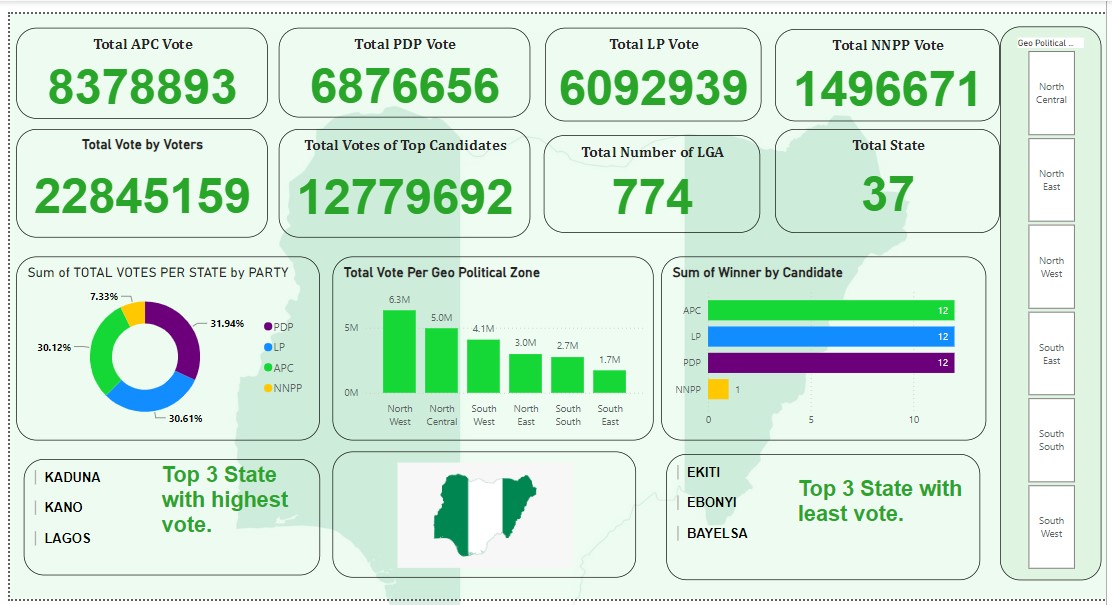 Total APC Vote
8378893
Total PDP Vote
6876656
Total LP Vote
6092939
Total NNPP Vote
1496671
Total Vote by Voters
22845159
Total Votes of Top Candidates
12779692
Total Number of LGA
774
Total State
37
Geo Political ...
North
Central
North
East
North
West
South
East
South
South
South
West
Sum of TOTAL VOTES PER STATE by PARTY
7.33%
31.94%
30.12%
30.61%
PDP
LP
APC
NNPP
Total Vote Per Geo Political Zone
5M
0M
6.3M
5.0M
4.1M
3.0M
2.7M
1.7M
North
West
North
Central
South
West
North
East
South
South
South
East
Sum of Winner by Candidate
APC 12
LP 12
PDP 12
NNPP 1
0 5 10
KADUNA
KANO
LAGOS
Top 3 State
with highest
vote.
EKITI
EBONYI
BAYELSA
Top 3 State with
least vote.